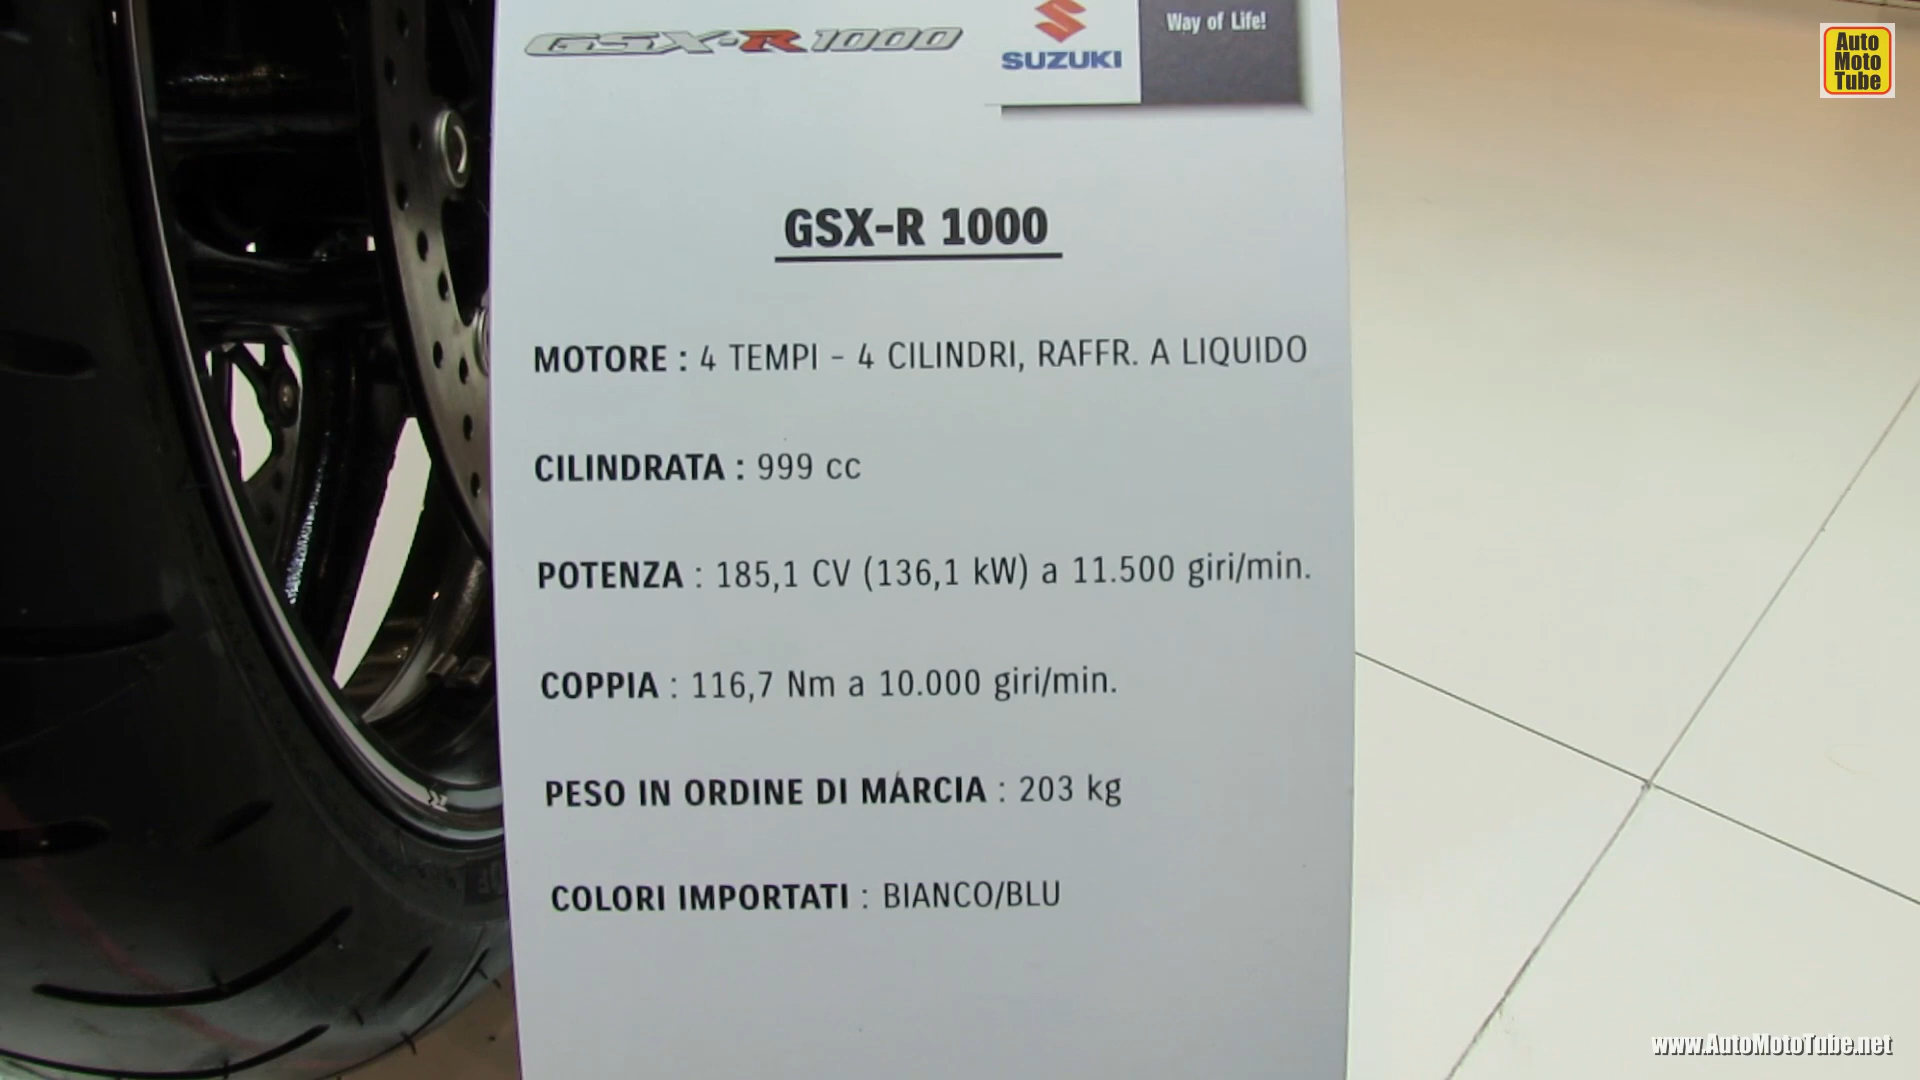 GSX-R 1000
SUZUKI
Way of Life!
Auto
Moto
Tube
GSX-R 1000
MOTORE : 4 TEMPI - 4 CILINDRI, RAFFR. A LIQUIDO
CILINDRATA : 999 cc
POTENZA : 185,1 CV (136,1 kW) a 11.500 giri/min.
COPPIA : 116,7 Nm a 10.000 giri/min.
PESO IN ORDINE DI MARCIA : 203 kg
COLORI IMPORTATI : BIANCO/BLU
www.AutoMotoTube.net